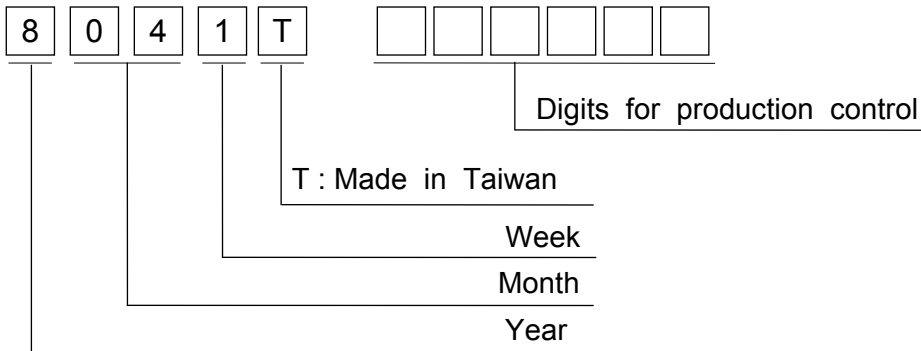 8 0 4 1 T
Digits for production control
T : Made in Taiwan
Week
Month
Year